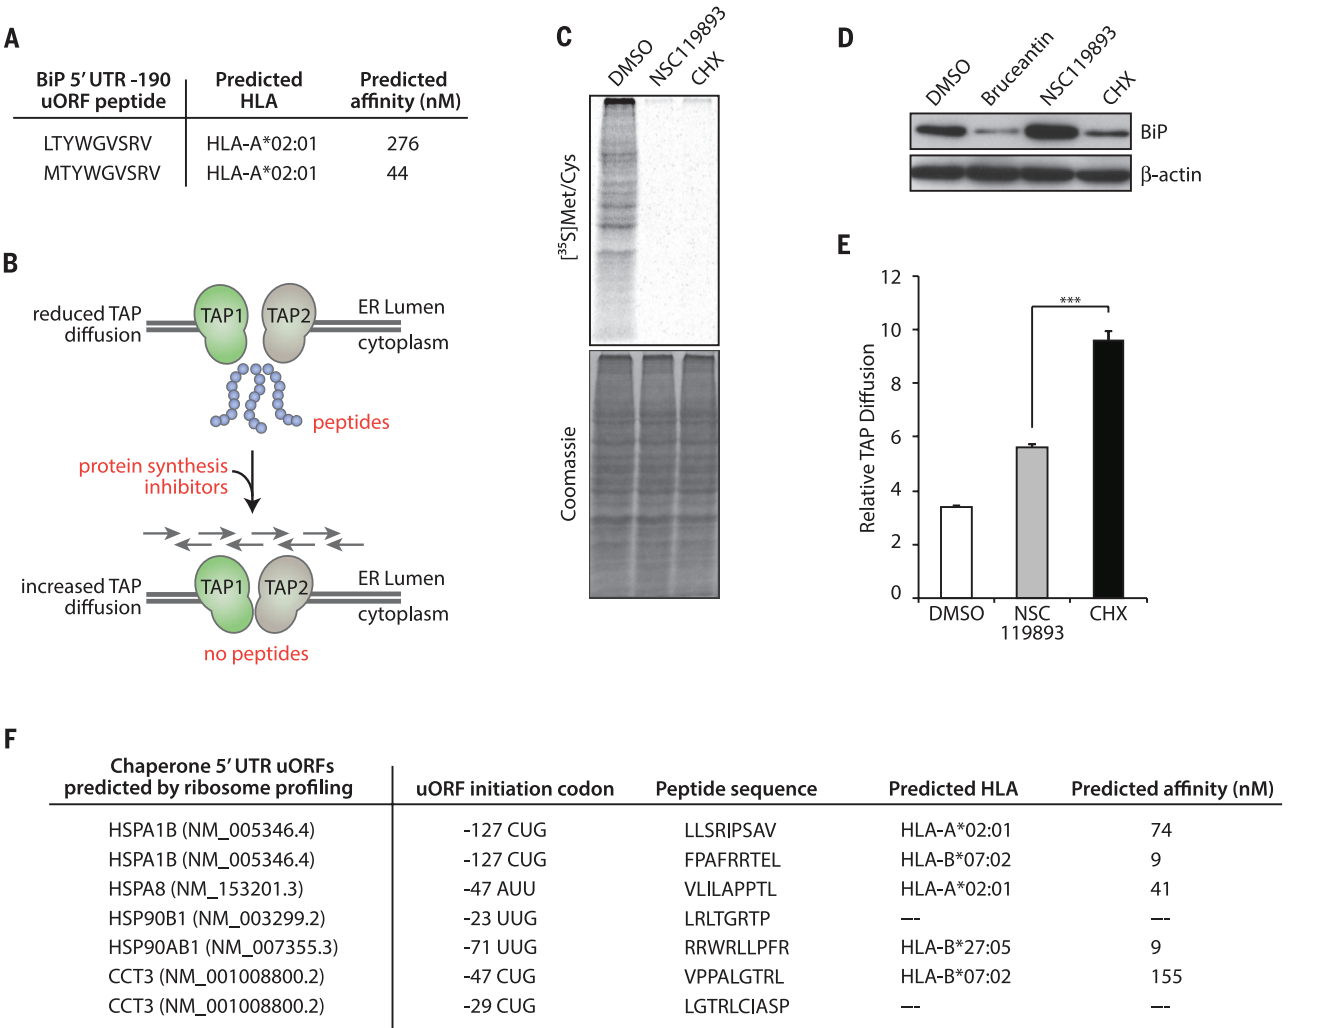 A
BiP 5′ UTR -190 Predicted Predicted
uORF peptide HLA affinity (nM)
LTYWGVSRV HLA-A*02:01 276
MTYWGVSRV HLA-A*02:01 44
B
reduced TAP diffusion
TAP1
TAP2
ER Lumen
cytoplasm
peptides
protein synthesis
inhibitors
increased TAP
diffusion
TAP1
TAP2
ER Lumen
cytoplasm
no peptides
C
DMSO
NSC119893
CHX
[³⁵S]Met/Cys
Coomassie
D
DMSO
Bruceantin
NSC119893
CHX
BiP
β-actin
E
Relative TAP Diffusion
12
10
8
6
4
2
0
***
DMSO NSC CHX
119893
F
Chaperone 5′ UTR uORFs
predicted by ribosome profiling uORF initiation codon Peptide sequence Predicted HLA Predicted affinity (nM)
HSPA1B (NM_005346.4) -127 CUG LLSRIPSAV HLA-A*02:01 74
HSPA1B (NM_005346.4) -127 CUG FPAFRRTEL HLA-B*07:02 9
HSPA8 (NM_153201.3) -47 AUU VLILAPPTL HLA-A*02:01 41
HSP90B1 (NM_003299.2) -23 UUG LRLTGRTP --- ---
HSP90AB1 (NM_007355.3) -71 UUG RRWRLLPFR HLA-B*27:05 9
CCT3 (NM_001008800.2) -47 CUG VPPALGTRL HLA-B*07:02 155
CCT3 (NM_001008800.2) -29 CUG LGTRLCIASP --- ---